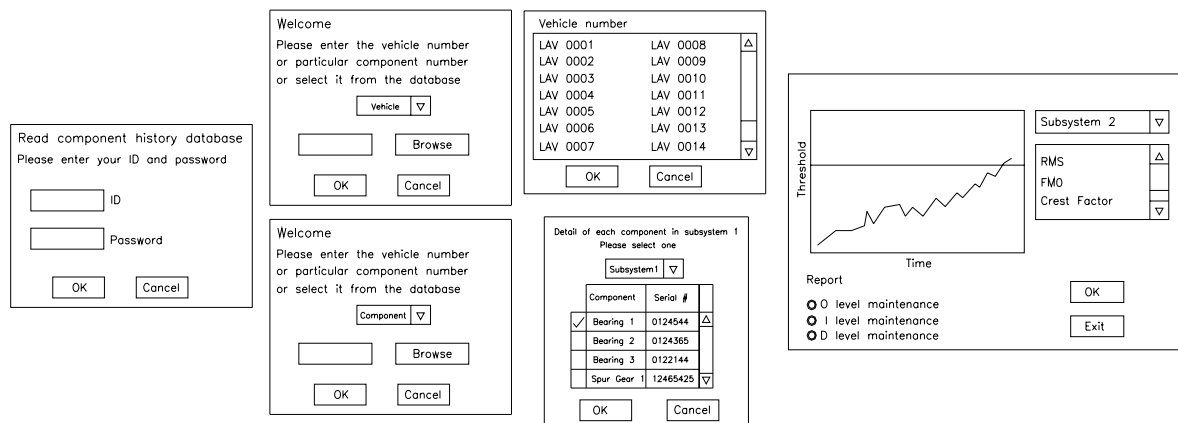 Read component history database
Please enter your ID and password
ID
Password
OK Cancel
Welcome
Please enter the vehicle number
or particular component number
or select it from the database
Vehicle
Browse
OK Cancel
Welcome
Please enter the vehicle number
or particular component number
or select it from the database
Component
Browse
OK Cancel
Vehicle number
LAV 0001 LAV 0008
LAV 0002 LAV 0009
LAV 0003 LAV 0010
LAV 0004 LAV 0011
LAV 0005 LAV 0012
LAV 0006 LAV 0013
LAV 0007 LAV 0014
OK Cancel
Detail of each component in subsystem 1
Please select one
Subsystem1
Component Serial #
Bearing 1 0124544
Bearing 2 0124365
Bearing 3 0122144
Spur Gear 1 12465425
OK Cancel
Threshold
Time
Subsystem 2
RMS
FMO
Crest Factor
Report
O level maintenance
I level maintenance
D level maintenance
OK
Exit